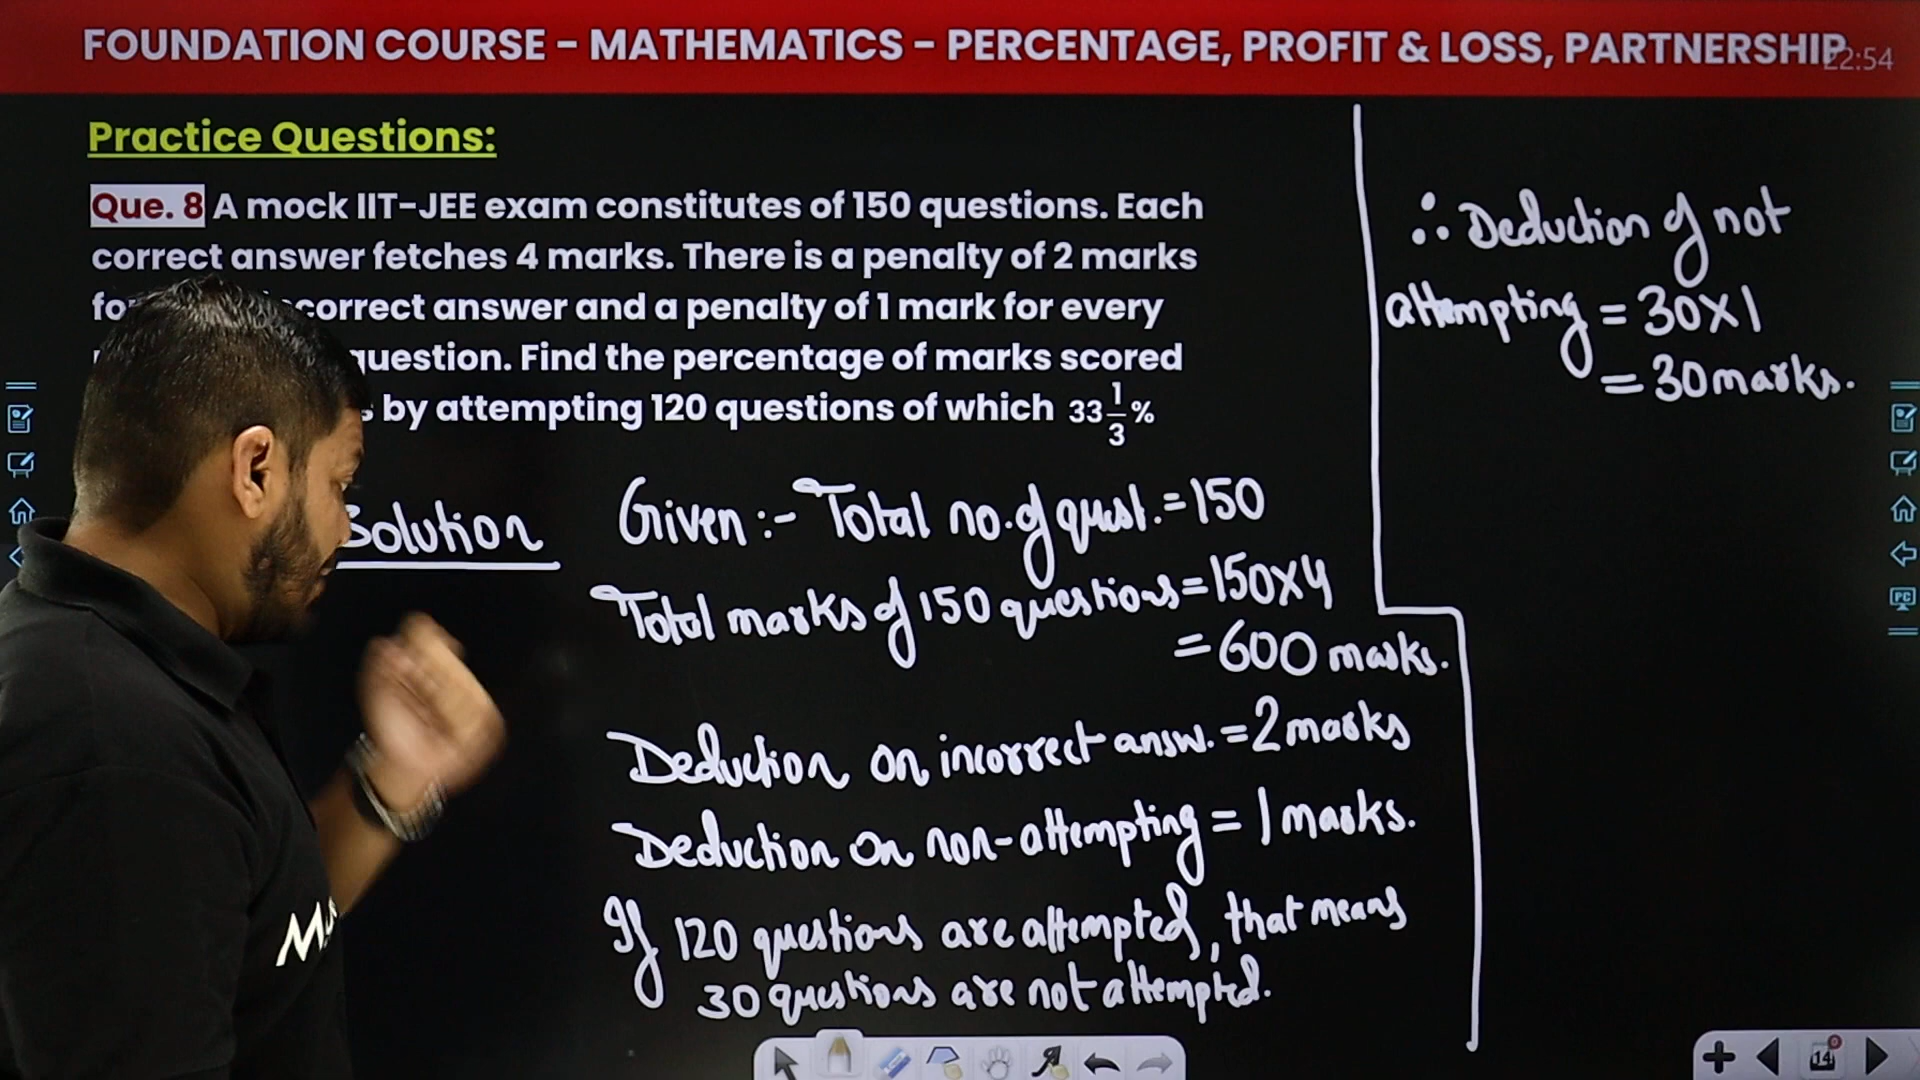 FOUNDATION COURSE - MATHEMATICS - PERCENTAGE, PROFIT & LOSS, PARTNERSHIP
22:54
Practice Questions:
Que. 8 A mock IIT-JEE exam constitutes of 150 questions. Each
correct answer fetches 4 marks. There is a penalty of 2 marks
correct answer and a penalty of 1 mark for every
question. Find the percentage of marks scored
by attempting 120 questions of which 33 1/3 %
Solution
Given :- Total no. of quest. = 150
Total marks of 150 questions = 150x4
= 600 marks.
Deduction on incorrect answ. = 2 marks
Deduction on non-attempting = 1 marks.
If 120 questions are attempted, that means
30 questions are not attempted.
∴ Deduction of not
attempting = 30x1
= 30 marks.
PC
14
0